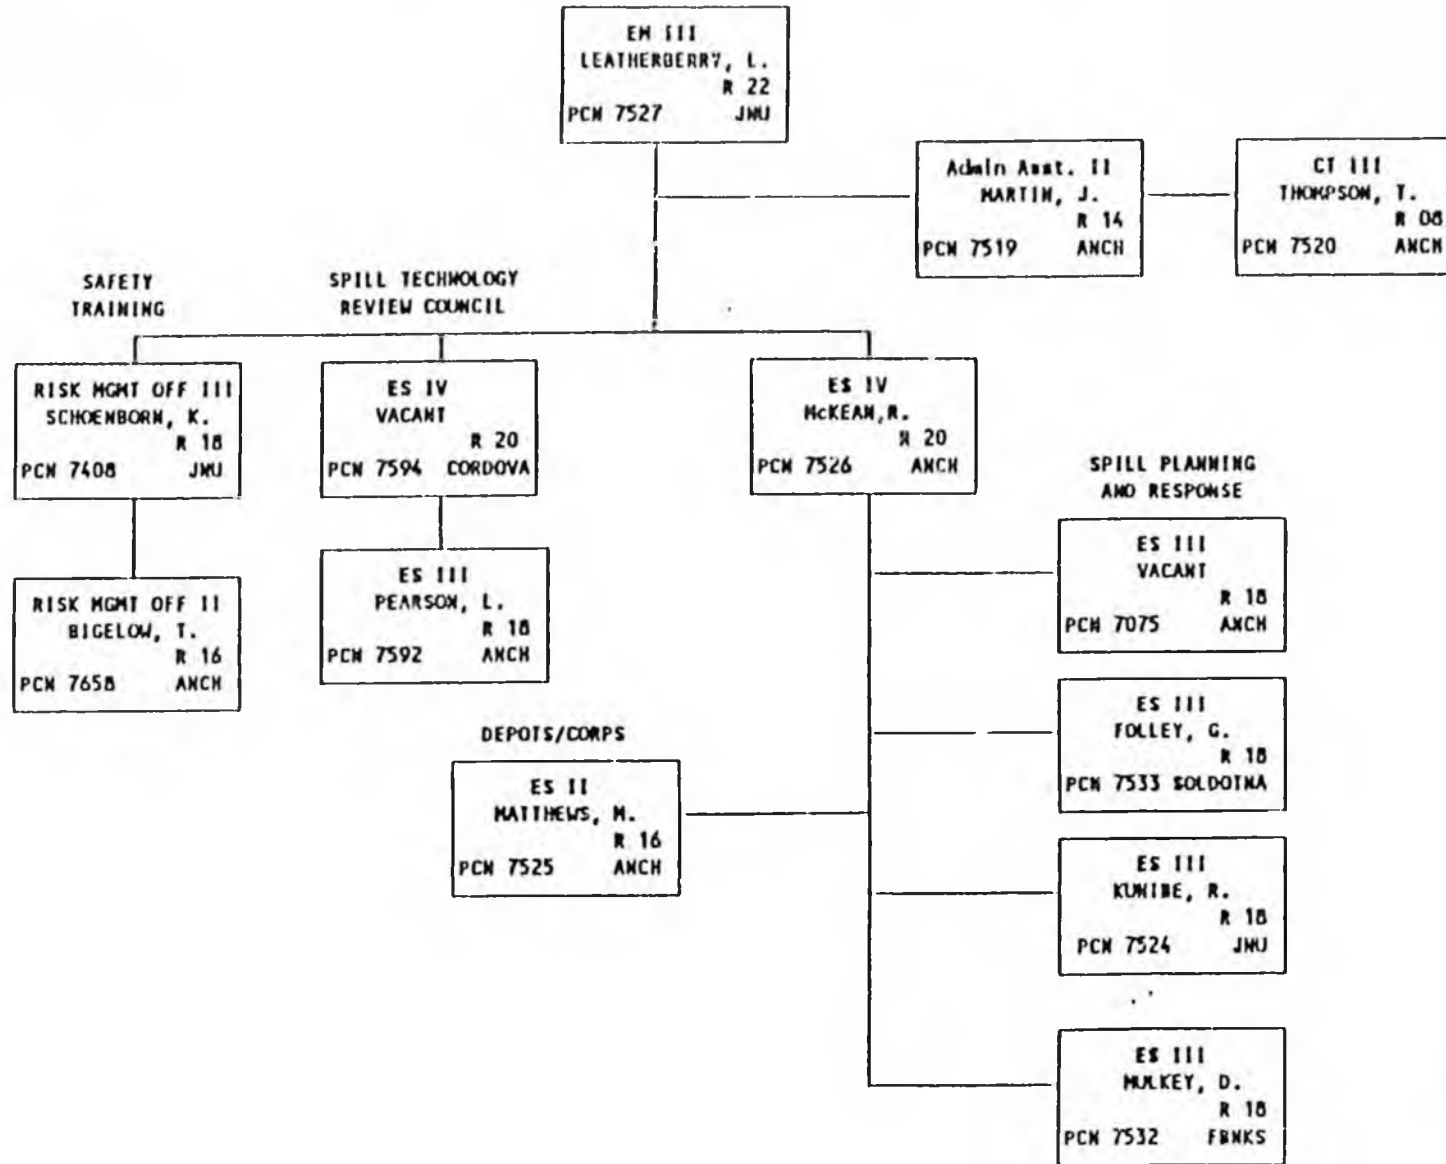 EM III
LEATHERBERRY, L.
R 22
PCN 7527 JNU
Admin Asst. II
MARTIN, J.
R 14
PCN 7519 ANCH
CT III
THOMPSON, T.
R 08
PCN 7520 ANCH
SAFETY
TRAINING
SPILL TECHNOLOGY
REVIEW COUNCIL
RISK MGMT OFF III
SCHOENBORN, K.
R 18
PCN 7408 JNU
ES IV
VACANT
R 20
PCN 7594 CORDOVA
ES IV
McKEAN,R.
R 20
PCN 7526 ANCH
SPILL PLANNING
AND RESPONSE
RISK MGMT OFF II
BIGELOW, T.
R 16
PCN 7658 ANCH
ES III
PEARSON, L.
R 18
PCN 7592 ANCH
ES III
VACANT
R 18
PCN 7075 ANCH
DEPOTS/CORPS
ES II
MATTHEWS, M.
R 16
PCN 7525 ANCH
ES III
FOLLEY, G.
R 18
PCN 7533 SOLDOTNA
ES III
KUNIBE, R.
R 18
PCN 7524 JNU
ES III
MULKEY, D.
R 18
PCN 7532 FBNKS